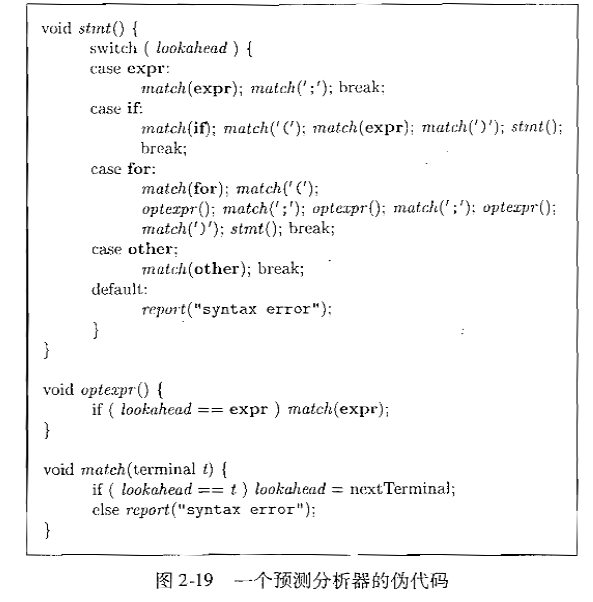 void stmt() {
switch ( lookahead ) {
case expr:
match(expr); match(';'); break;
case if:
match(if); match('('); match(expr); match(')'); stmt();
break;
case for:
match(for); match('(');
optexpr(); match(';'); optexpr(); match(';'); optexpr();
match(')'); stmt(); break;
case other;
match(other); break;
default:
report("syntax error");
}
}
void optexpr() {
if ( lookahead == expr ) match(expr);
}
void match(terminal t) {
if ( lookahead == t ) lookahead = nextTerminal;
else report("syntax error");
}
图 2-19 一个预测分析器的伪代码